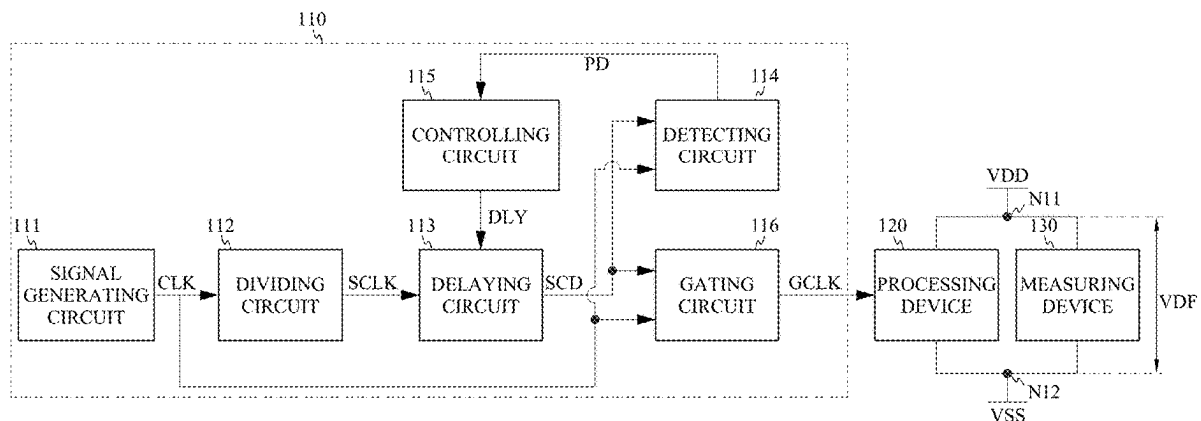 110
PD
115
CONTROLLING
CIRCUIT
114
DETECTING
CIRCUIT
DLY
VDD
N11
111
SIGNAL
GENERATING
CIRCUIT
CLK
112
DIVIDING
CIRCUIT
SCLK
113
DELAYING
CIRCUIT
SCD
116
GATING
CIRCUIT
GCLK
120
PROCESSING
DEVICE
130
MEASURING
DEVICE
VDF
N12
VSS